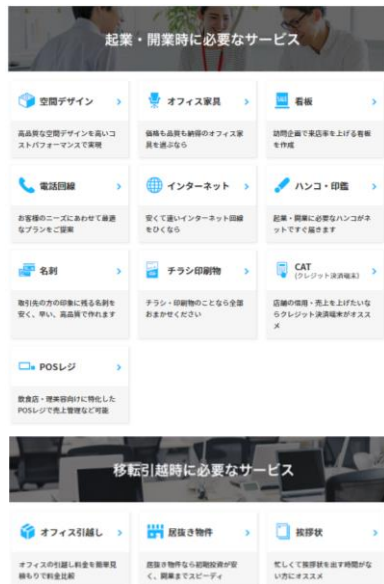 起業・開業時に必要なサービス
空間デザイン
オフィス家具
看板
高品質な空間デザインを高いコ
ストパフォーマンスで実現
価格も品質も納得のオフィス家
具を選ぶなら
訪問企画で来店率を上げる看板
を作成
電話回線
インターネット
ハンコ・印鑑
お客様のニーズにあわせて最適
なプランをご提案
安くて速いインターネット回線
をひくなら
起業・開業に必要なハンコがネ
ットですぐ届きます
名刺
チラシ印刷物
CAT
(クレジット決済端末)
取引先の方の印象に残る名刺を
安く、早い、高品質で作れます
チラシ・印刷物のことなら全部
おまかせください
店舗の信用・売上を上げたいな
らクレジット決済端末がオスス
メ
POSレジ
飲食店・理美容向けに特化した
POSレジで売上管理など可能
移転引越時に必要なサービス
オフィス引越し
居抜き物件
挨拶状
オフィスの引越し料金を簡単見
積もりで料金比較
居抜き物件なら初期投資が安
く、開業までスピーディ
忙しくて挨拶状を出す時間がな
い方にオススメ